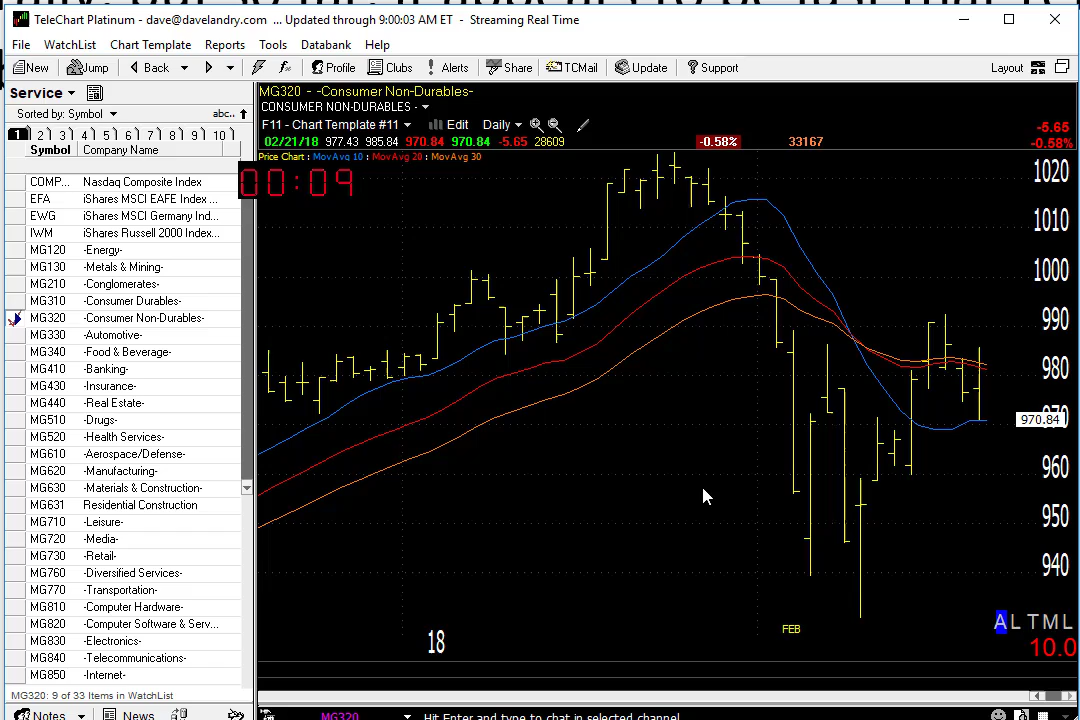 TeleChart Platinum - dave@davelandry.com ... Updated through 9:00:03 AM ET - Streaming Real Time
File WatchList Chart Template Reports Tools Databank Help
New Jump Back Profile Clubs Alerts Share TCMail Update Support Layout
Service
Sorted by: Symbol abc..
1 2 3 4 5 6 7 8 9 10
Symbol Company Name
COMP... Nasdaq Composite Index
EFA iShares MSCI EAFE Index ...
EWG iShares MSCI Germany Ind...
IWM iShares Russell 2000 Index...
MG120 -Energy-
MG130 -Metals & Mining-
MG210 -Conglomerates-
MG310 -Consumer Durables-
MG320 -Consumer Non-Durables-
MG330 -Automotive-
MG340 -Food & Beverage-
MG410 -Banking-
MG430 -Insurance-
MG440 -Real Estate-
MG510 -Drugs-
MG520 -Health Services-
MG610 -Aerospace/Defense-
MG620 -Manufacturing-
MG630 -Materials & Construction-
MG631 Residential Construction
MG710 -Leisure-
MG720 -Media-
MG730 -Retail-
MG760 -Diversified Services-
MG770 -Transportation-
MG810 -Computer Hardware-
MG820 -Computer Software & Serv...
MG830 -Electronics-
MG840 -Telecommunications-
MG850 -Internet-
MG320: 9 of 33 Items in WatchList
Notes News
MG320 - -Consumer Non-Durables-
CONSUMER NON-DURABLES -
F11 - Chart Template #11 Edit Daily
02/21/18 977.43 985.84 970.84 970.84 -5.65 28609 -0.58% 33167
-5.65
-0.58%
Price Chart : MovAvg 10 : MovAvg 20 : MovAvg 30
00:09
1020
1010
1000
990
980
970
970.84
960
950
940
18
FEB
A L T M L
10.0
MG320 Hit Enter and type to chat in selected channel